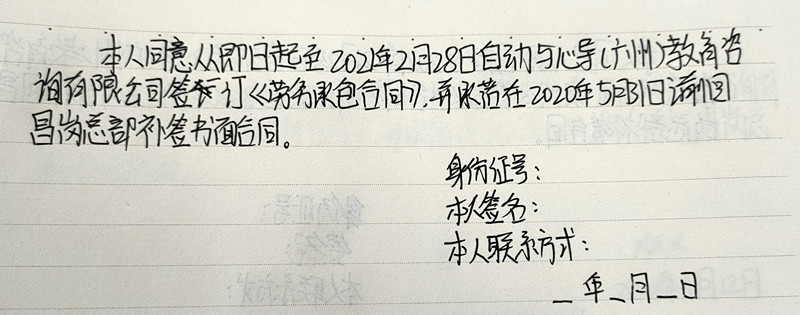 本人同意从即日起至2021年2月28日自动与心导(广州)教育咨
询有限公司签订《劳务承包合同》,并承诺在2020年5月31日前回
昌岗总部补签书面合同。
身份证号:
本人签名:
本人联系方式:
_年_月_日